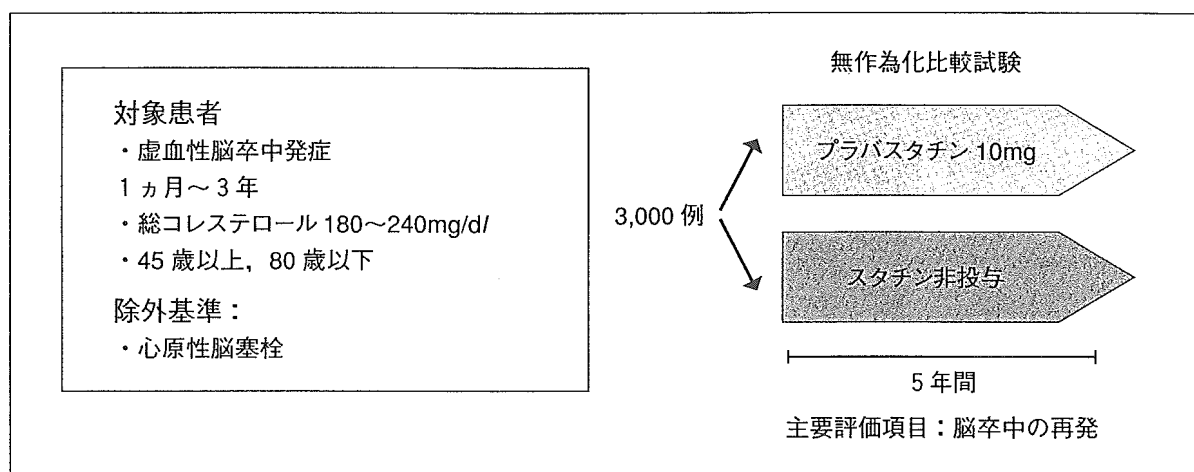 対象患者
・虚血性脳卒中発症
1ヵ月〜3年
・総コレステロール 180〜240mg/dl
・45歳以上，80歳以下
除外基準：
・心原性脳塞栓
無作為化比較試験
3,000例
プラバスタチン 10mg
スタチン非投与
5年間
主要評価項目：脳卒中の再発